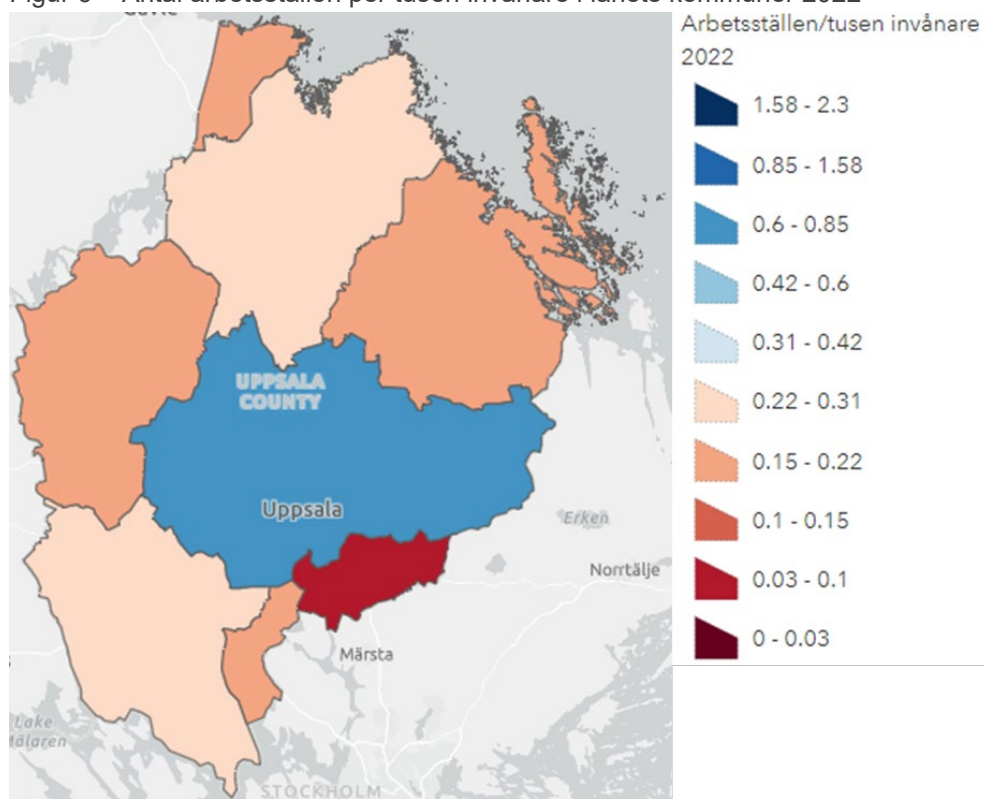 Arbetsställen/tusen invånare
2022
1.58 - 2.3
0.85 - 1.58
0.6 - 0.85
0.42 - 0.6
0.31 - 0.42
0.22 - 0.31
0.15 - 0.22
0.1 - 0.15
0.03 - 0.1
0 - 0.03
UPPSALA
COUNTY
Uppsala
Erken
Norrtälje
Märsta
Lake
STOCKHOLM